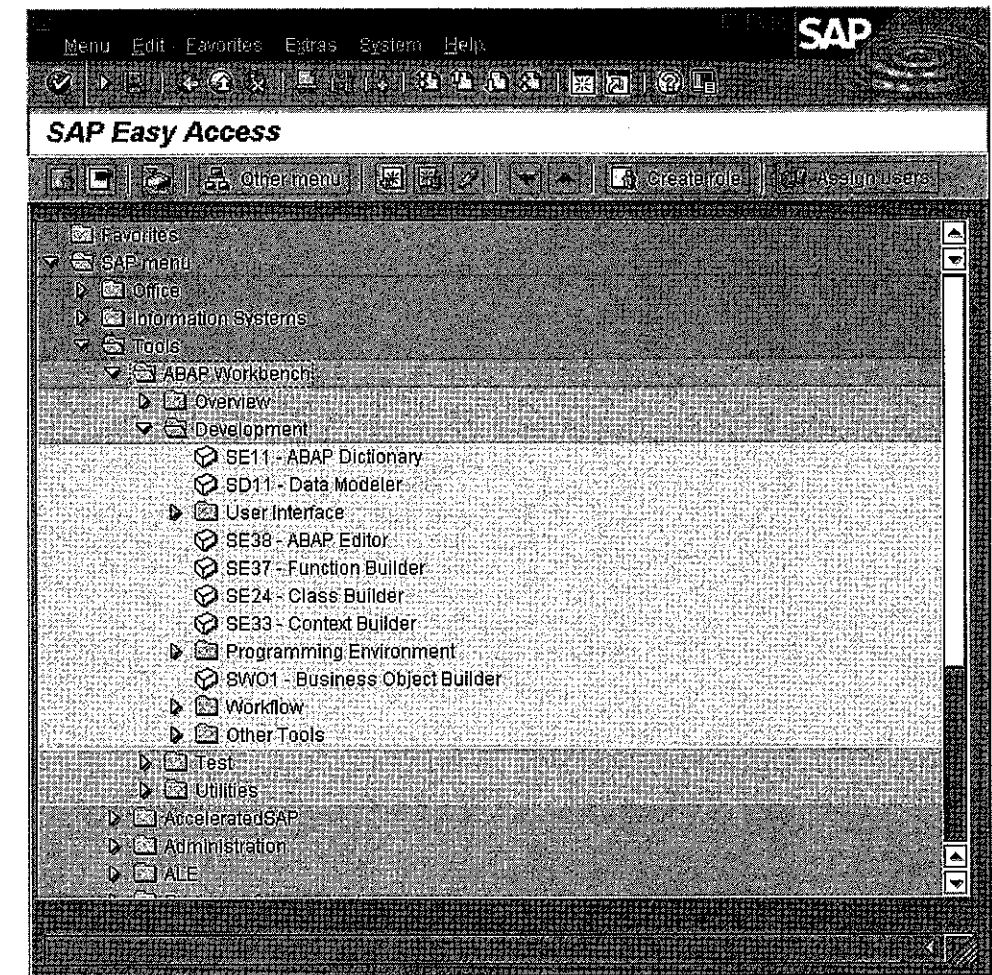 SAP
Menu Edit Favorites Extras System Help
SAP Easy Access
Other menu Create role Assign users
Favorites
SAP menu
Office
Information Systems
Tools
ABAP Workbench
Overview
Development
SE11 - ABAP Dictionary
SD11 - Data Modeler
User Interface
SE38 - ABAP Editor
SE37 - Function Builder
SE24 - Class Builder
SE33 - Context Builder
Programming Environment
SWO1 - Business Object Builder
Workflow
Other Tools
Test
Utilities
AcceleratedSAP
Administration
ALE